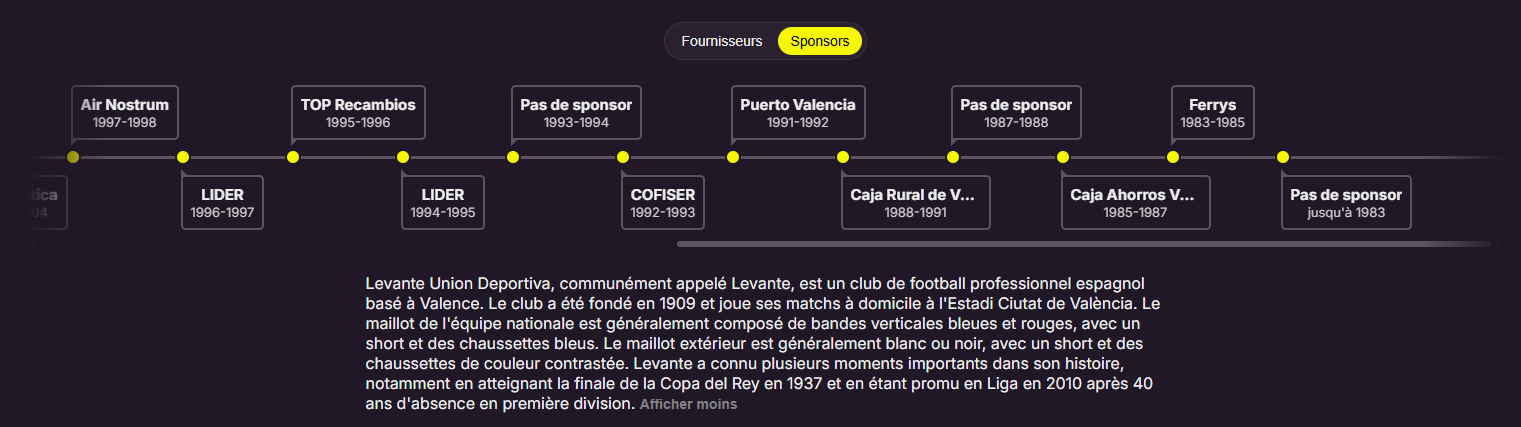 Fournisseurs
Sponsors
Air Nostrum
1997-1998
TOP Recambios
1995-1996
Pas de sponsor
1993-1994
Puerto Valencia
1991-1992
Pas de sponsor
1987-1988
Ferrys
1983-1985
LIDER
1996-1997
LIDER
1994-1995
COFISER
1992-1993
Caja Rural de V...
1988-1991
Caja Ahorros V...
1985-1987
Pas de sponsor
jusqu'à 1983
Levante Union Deportiva, communément appelé Levante, est un club de football professionnel espagnol
basé à Valence. Le club a été fondé en 1909 et joue ses matchs à domicile à l'Estadi Ciutat de València. Le
maillot de l'équipe nationale est généralement composé de bandes verticales bleues et rouges, avec un
short et des chaussettes bleus. Le maillot extérieur est généralement blanc ou noir, avec un short et des
chaussettes de couleur contrastée. Levante a connu plusieurs moments importants dans son histoire,
notamment en atteignant la finale de la Copa del Rey en 1937 et en étant promu en Liga en 2010 après 40
ans d'absence en première division. Afficher moins